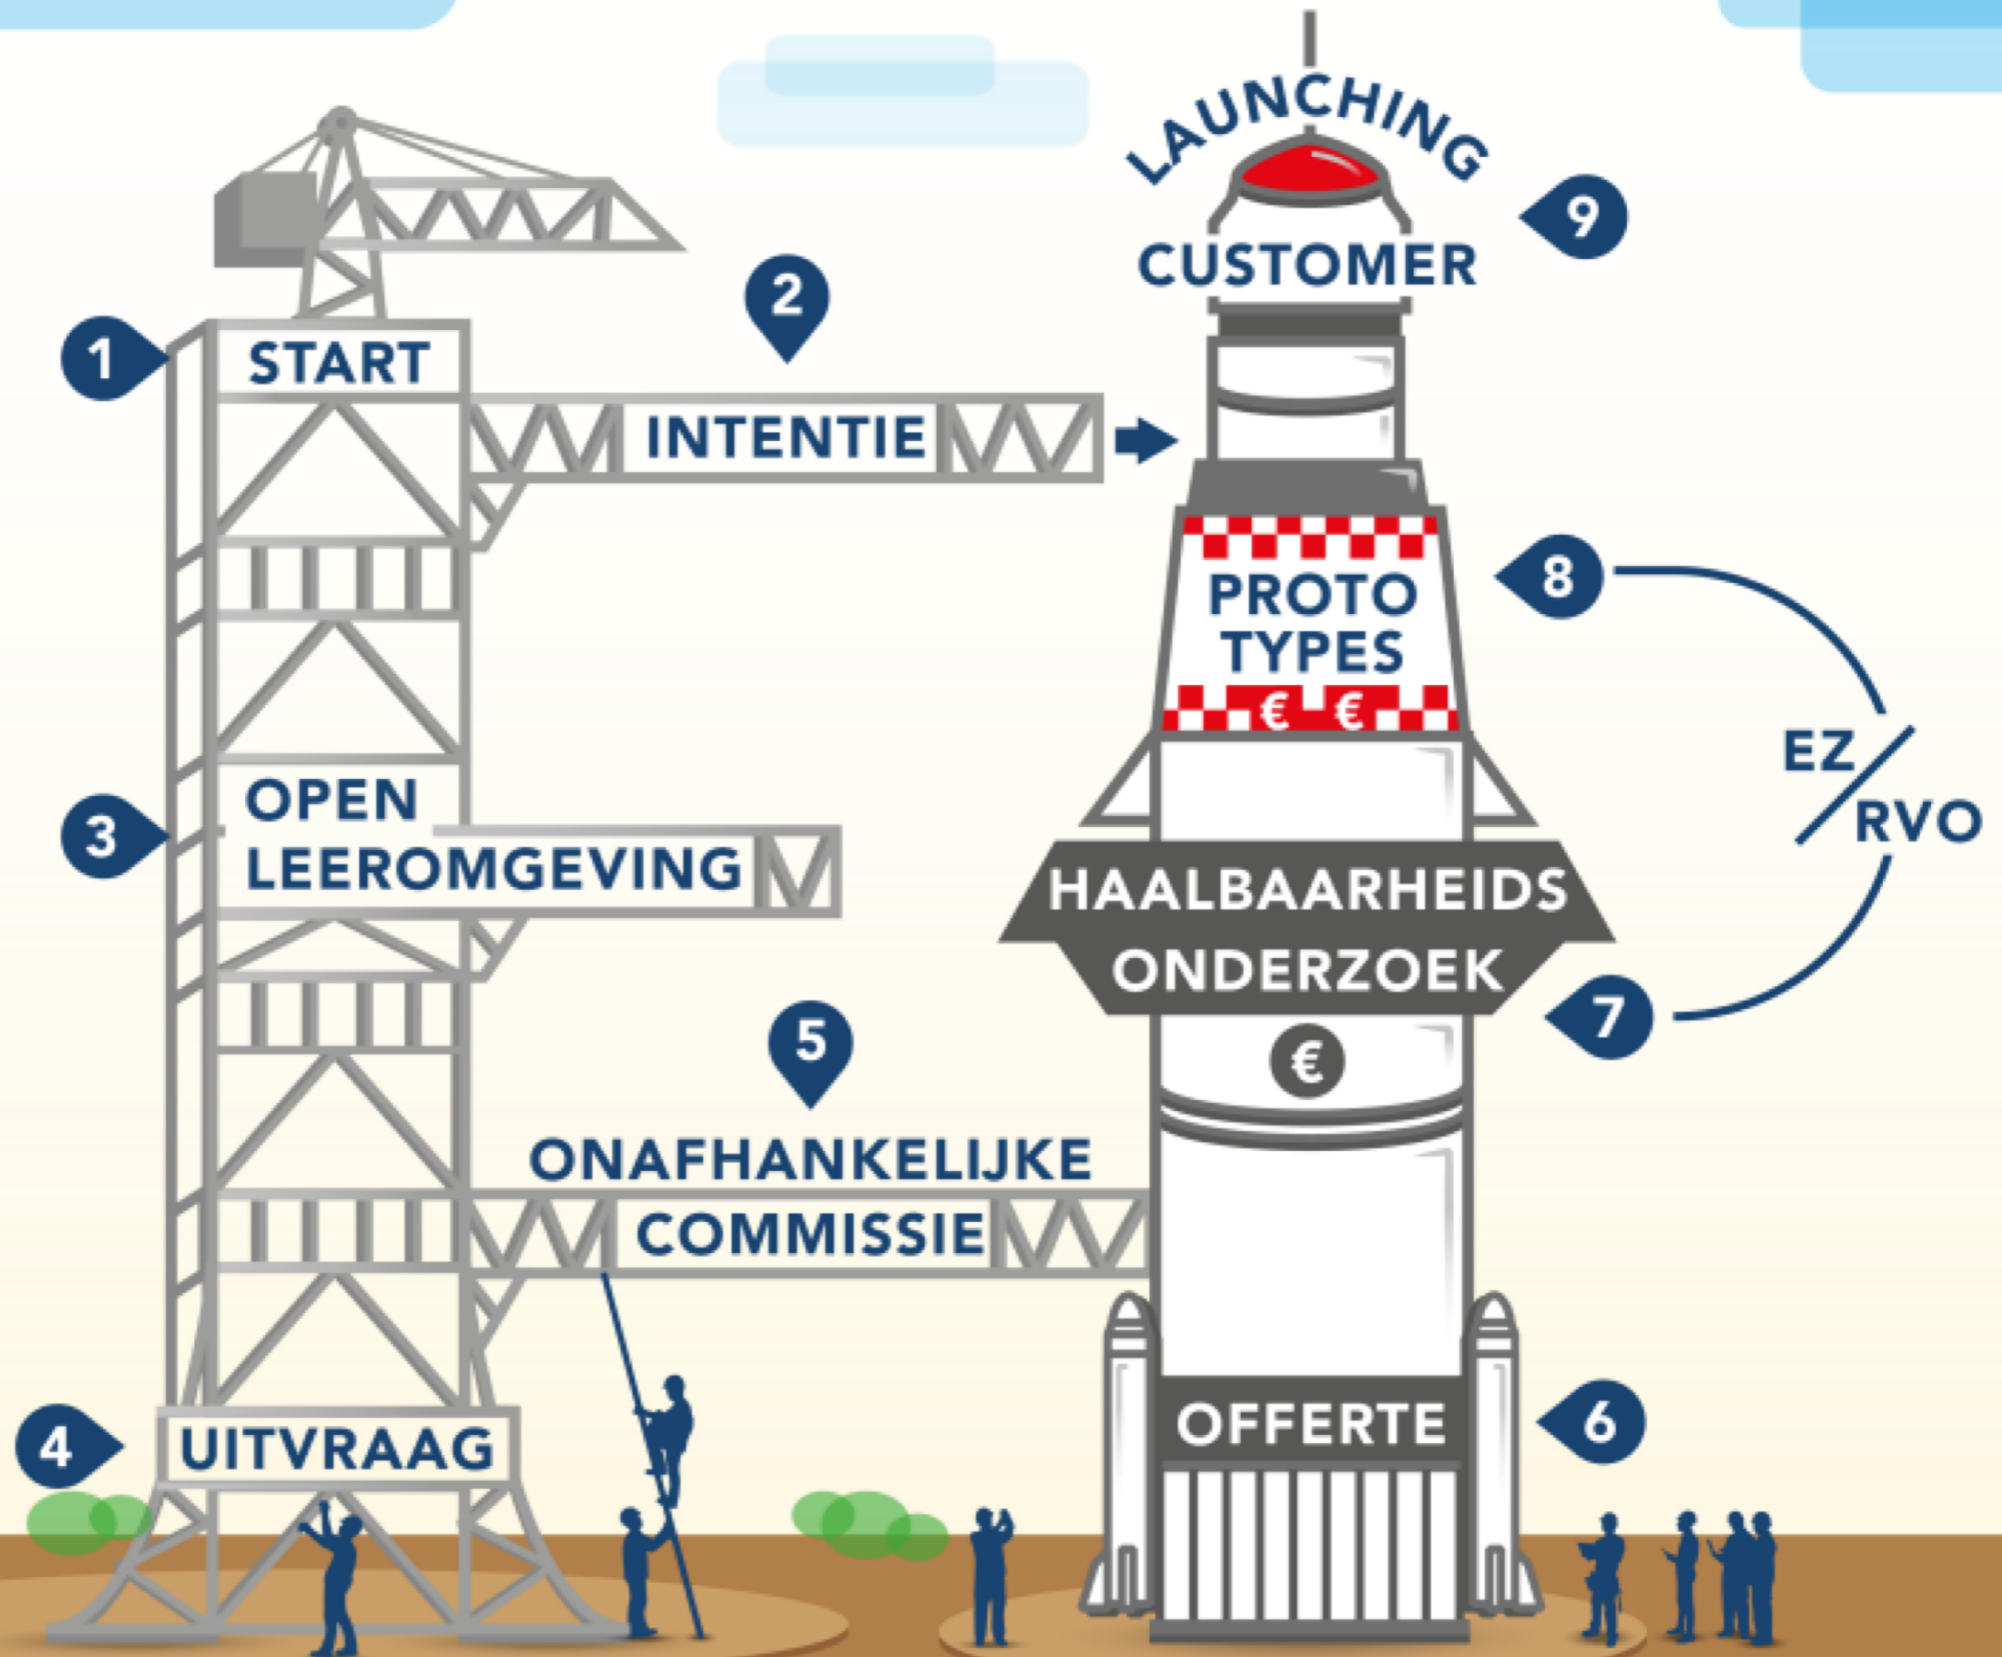 LAUNCHING
CUSTOMER
9
1
START
2
INTENTIE
8
PROTO
TYPES
€ €
EZ/
RVO
3
OPEN
LEEROMGEVING
HAALBAARHEIDS
ONDERZOEK
7
€
5
ONAFHANKELIJKE
COMMISSIE
4
UITVRAAG
OFFERTE
6